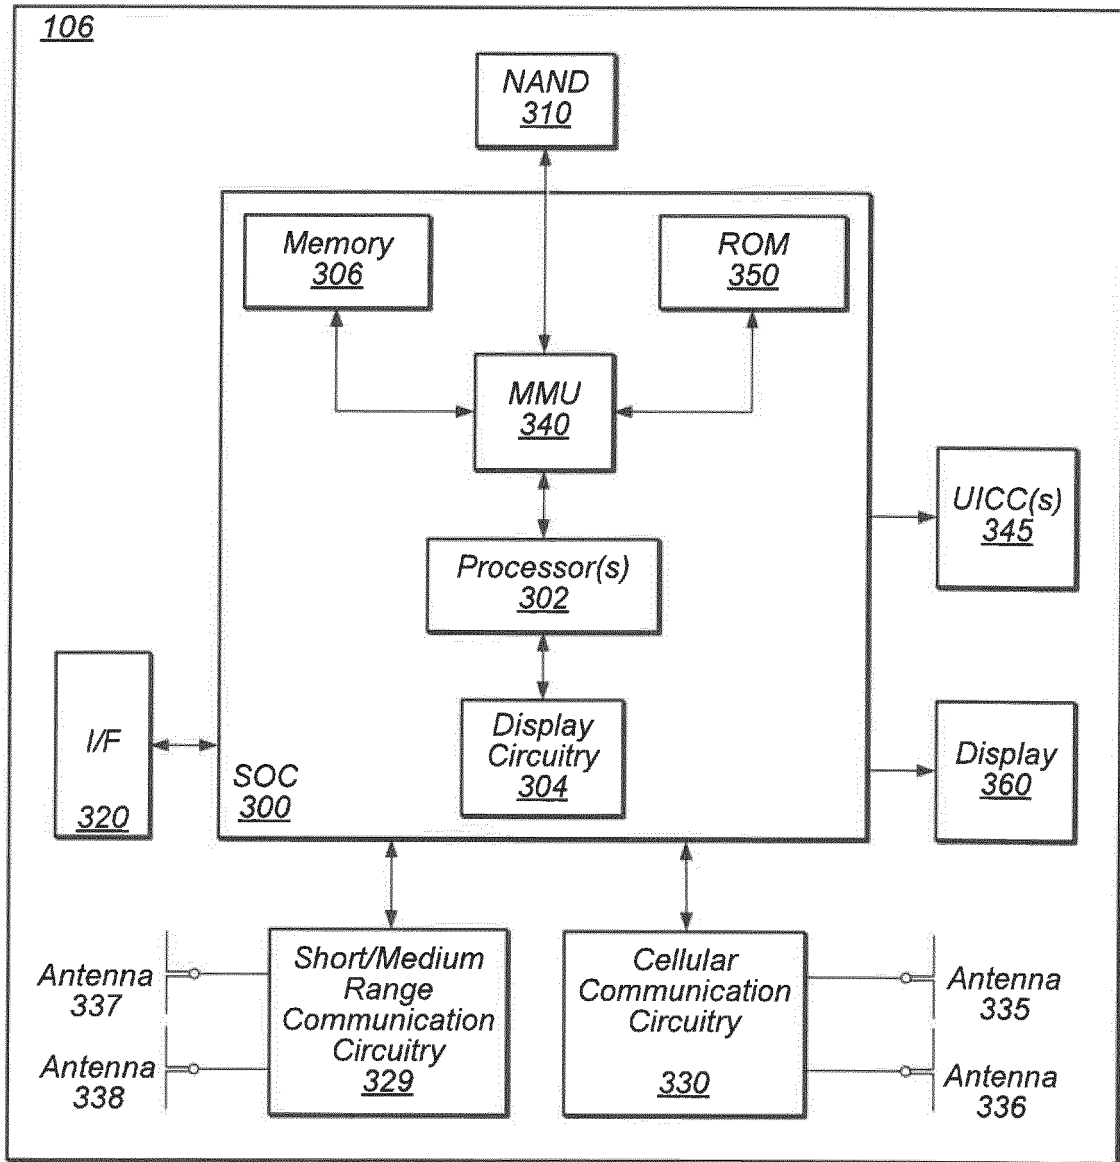 106
NAND
310
Memory
306
ROM
350
MMU
340
UICC(s)
345
Processor(s)
302
I/F
320
Display
Circuitry
304
SOC
300
Display
360
Short/Medium
Range
Communication
Circuitry
329
Cellular
Communication
Circuitry
330
Antenna
337
Antenna
338
Antenna
335
Antenna
336